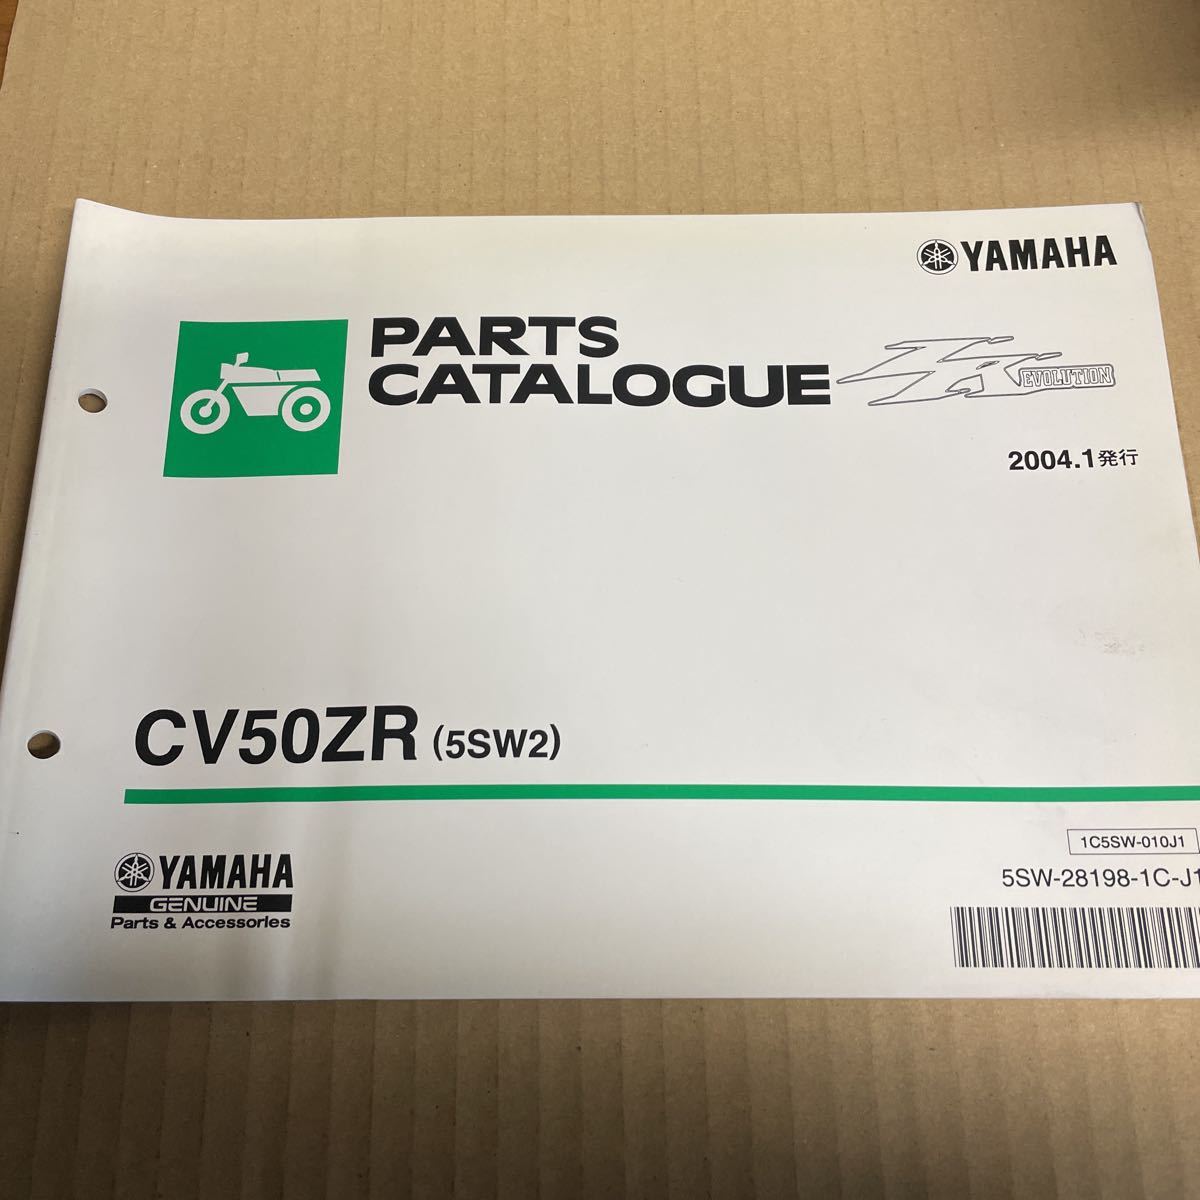 YAMAHA
PARTS
CATALOGUE
ZR EVOLUTION
2004.1発行
CV50ZR (5SW2)
1C5SW-010J1
5SW-28198-1C-J1
YAMAHA
GENUINE
Parts & Accessories